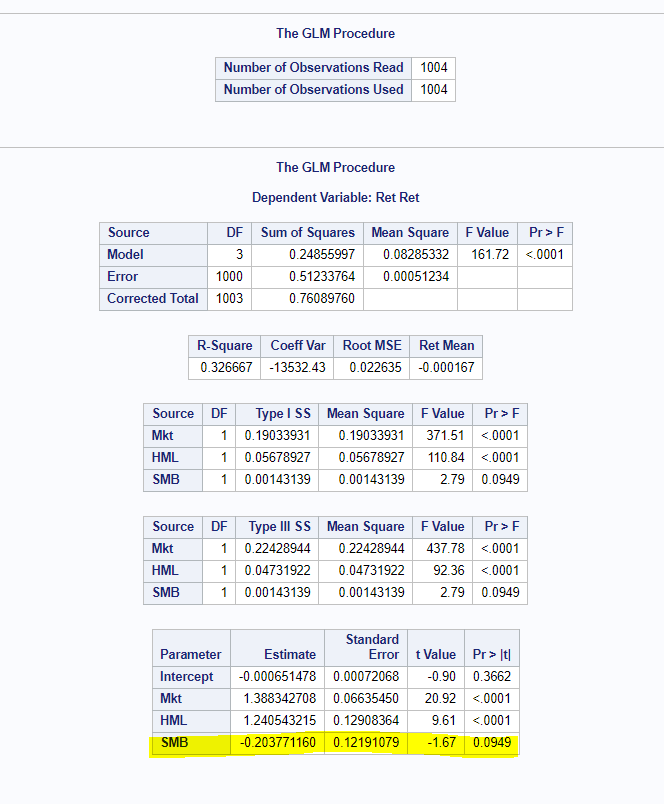 The GLM Procedure
Number of Observations Read 1004
Number of Observations Used 1004
The GLM Procedure
Dependent Variable: Ret Ret
Source DF Sum of Squares Mean Square F Value Pr > F
Model 3 0.24855997 0.08285332 161.72 <.0001
Error 1000 0.51233764 0.00051234
Corrected Total 1003 0.76089760
R-Square Coeff Var Root MSE Ret Mean
0.326667 -13532.43 0.022635 -0.000167
Source DF Type I SS Mean Square F Value Pr > F
Mkt 1 0.19033931 0.19033931 371.51 <.0001
HML 1 0.05678927 0.05678927 110.84 <.0001
SMB 1 0.00143139 0.00143139 2.79 0.0949
Source DF Type III SS Mean Square F Value Pr > F
Mkt 1 0.22428944 0.22428944 437.78 <.0001
HML 1 0.04731922 0.04731922 92.36 <.0001
SMB 1 0.00143139 0.00143139 2.79 0.0949
Standard
Parameter Estimate Error t Value Pr > |t|
Intercept -0.000651478 0.00072068 -0.90 0.3662
Mkt 1.388342708 0.06635450 20.92 <.0001
HML 1.240543215 0.12908364 9.61 <.0001
SMB -0.203771160 0.12191079 -1.67 0.0949